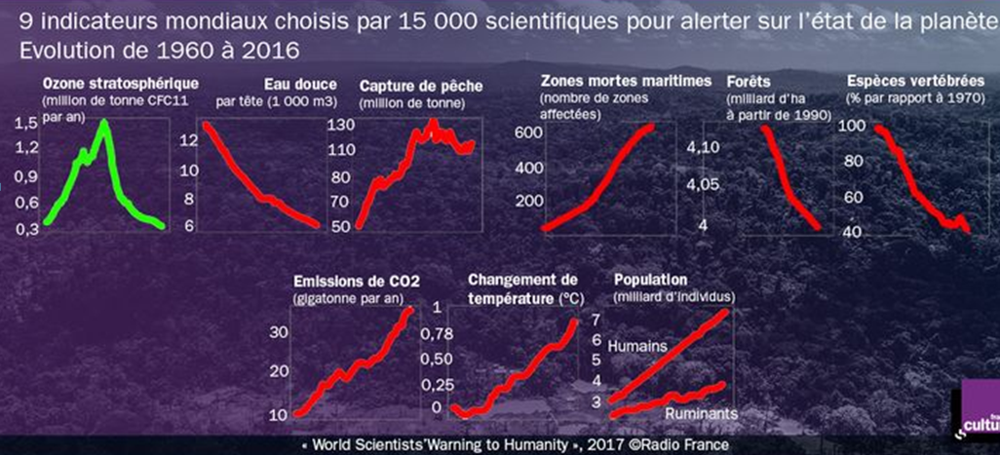 9 indicateurs mondiaux choisis par 15 000 scientifiques pour alerter sur l'état de la planète
Evolution de 1960 à 2016
Ozone stratosphérique
(million de tonne CFC11
par an)
1,5
1,2
0,9
0,6
0,3
Eau douce
par tête (1 000 m3)
12
10
8
6
Capture de pêche
(million de tonne)
130
110
80
70
50
Zones mortes maritimes
(nombre de zones
affectées)
600
400
200
Forêts
(milliard d'ha
à partir de 1990)
4,10
4,05
4
Espèces vertébrées
(% par rapport à 1970)
100
80
60
40
Emissions de CO2
(gigatonne par an)
30
20
10
Changement de
température (°C)
1
0,78
0,50
0,25
0
Population
(milliard d'individus)
7
6
5
4
3
Humains
Ruminants
« World Scientists'Warning to Humanity », 2017 ©Radio France